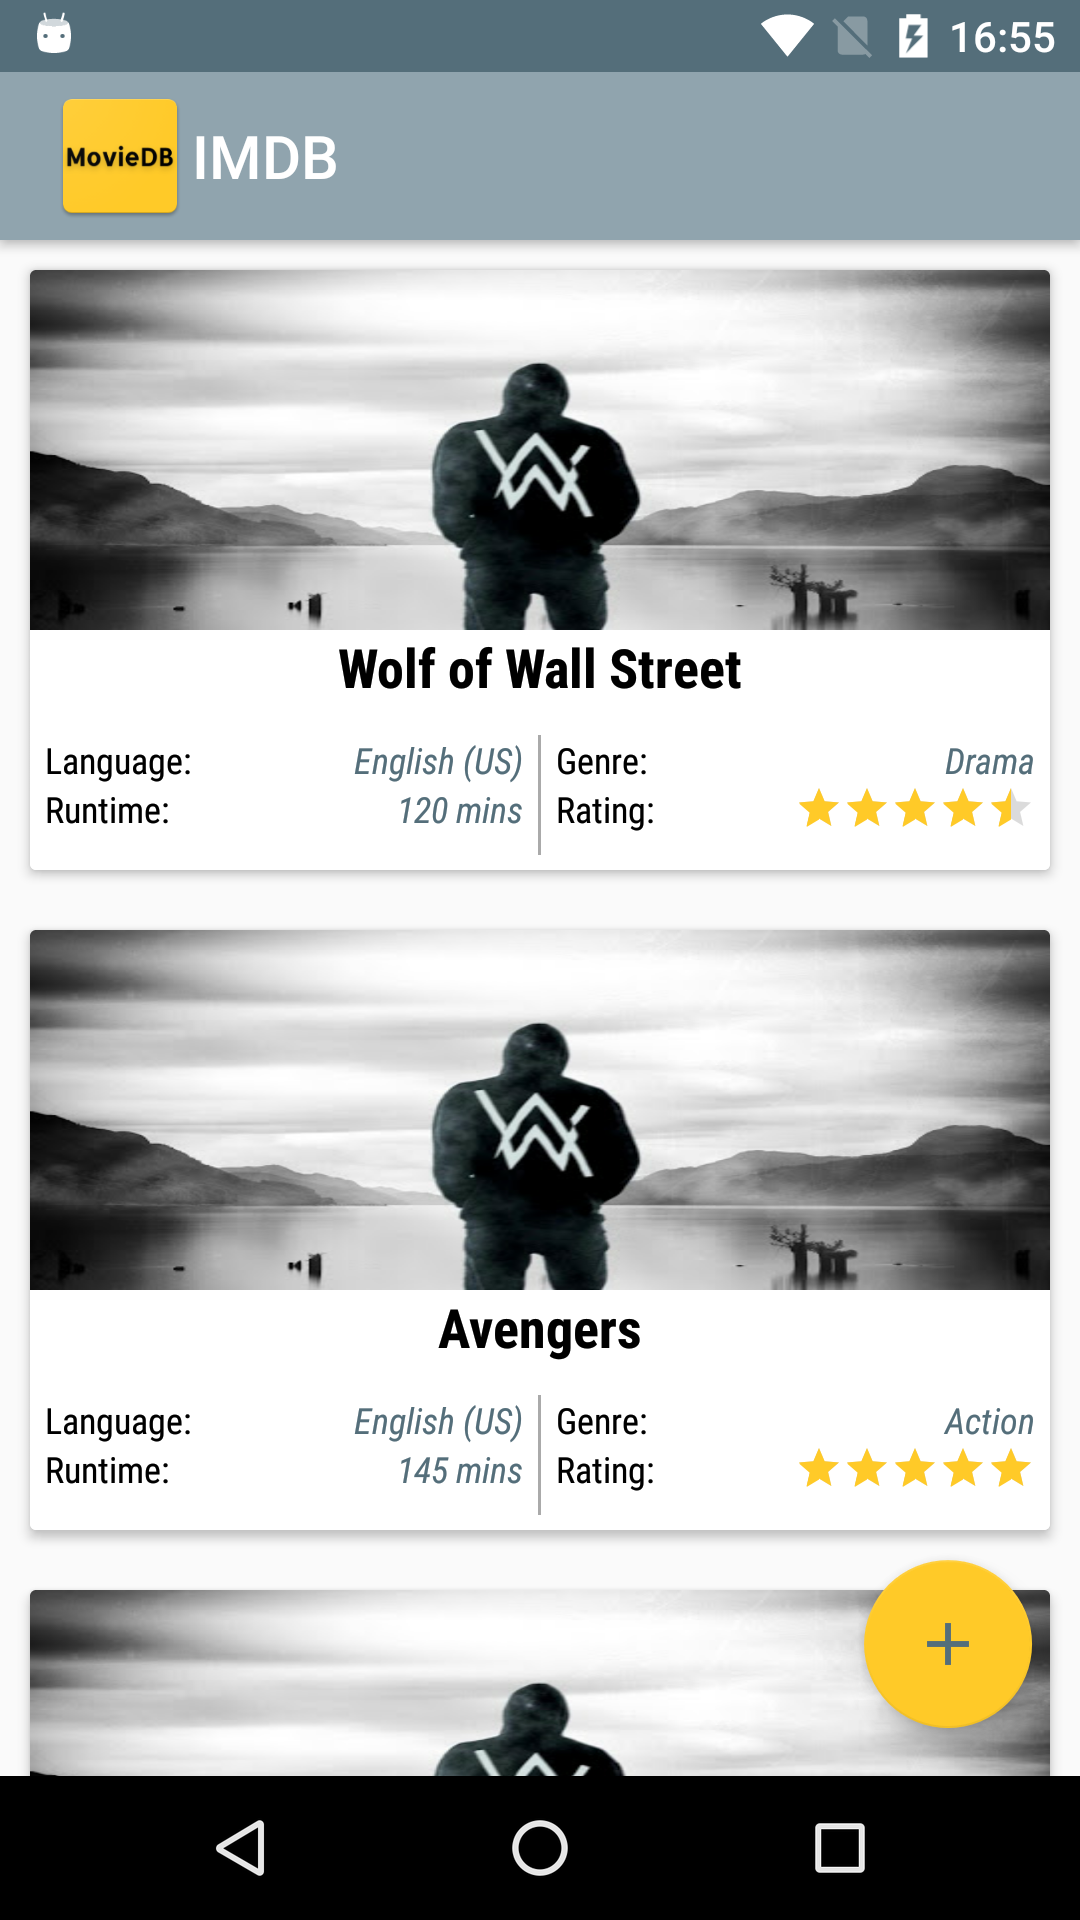 16:55
MovieDB IMDB
Wolf of Wall Street
Language: English (US) Genre: Drama
Runtime: 120 mins Rating:
Avengers
Language: English (US) Genre: Action
Runtime: 145 mins Rating: